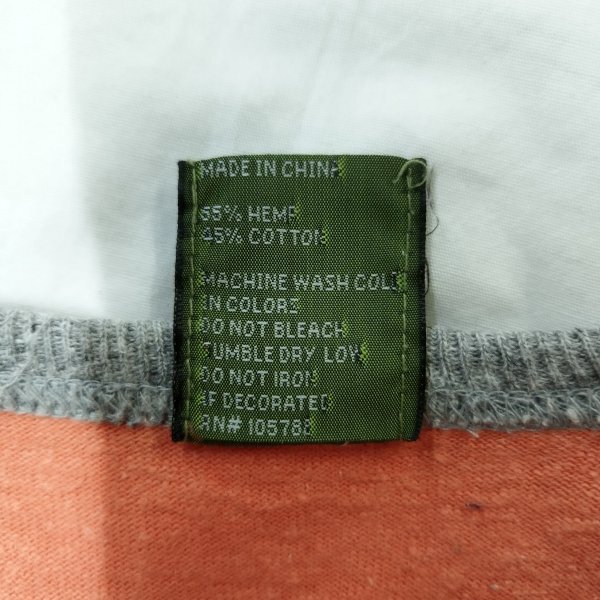 MADE IN CHINA
55% HEMP
45% COTTON
MACHINE WASH COLD
IN COLORS
DO NOT BLEACH
TUMBLE DRY LOW
DO NOT IRON
IF DECORATED
RN# 105788